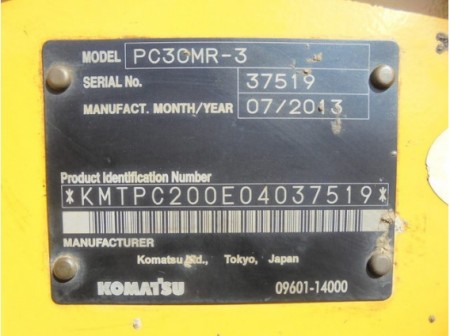 MODEL PC30MR-3
SERIAL No. 37519
MANUFACT. MONTH/YEAR 07/2013
Product Identification Number
*KMTPC200E04037519*
MANUFACTURER
Komatsu Ltd., Tokyo, Japan
KOMATSU 09601-14000